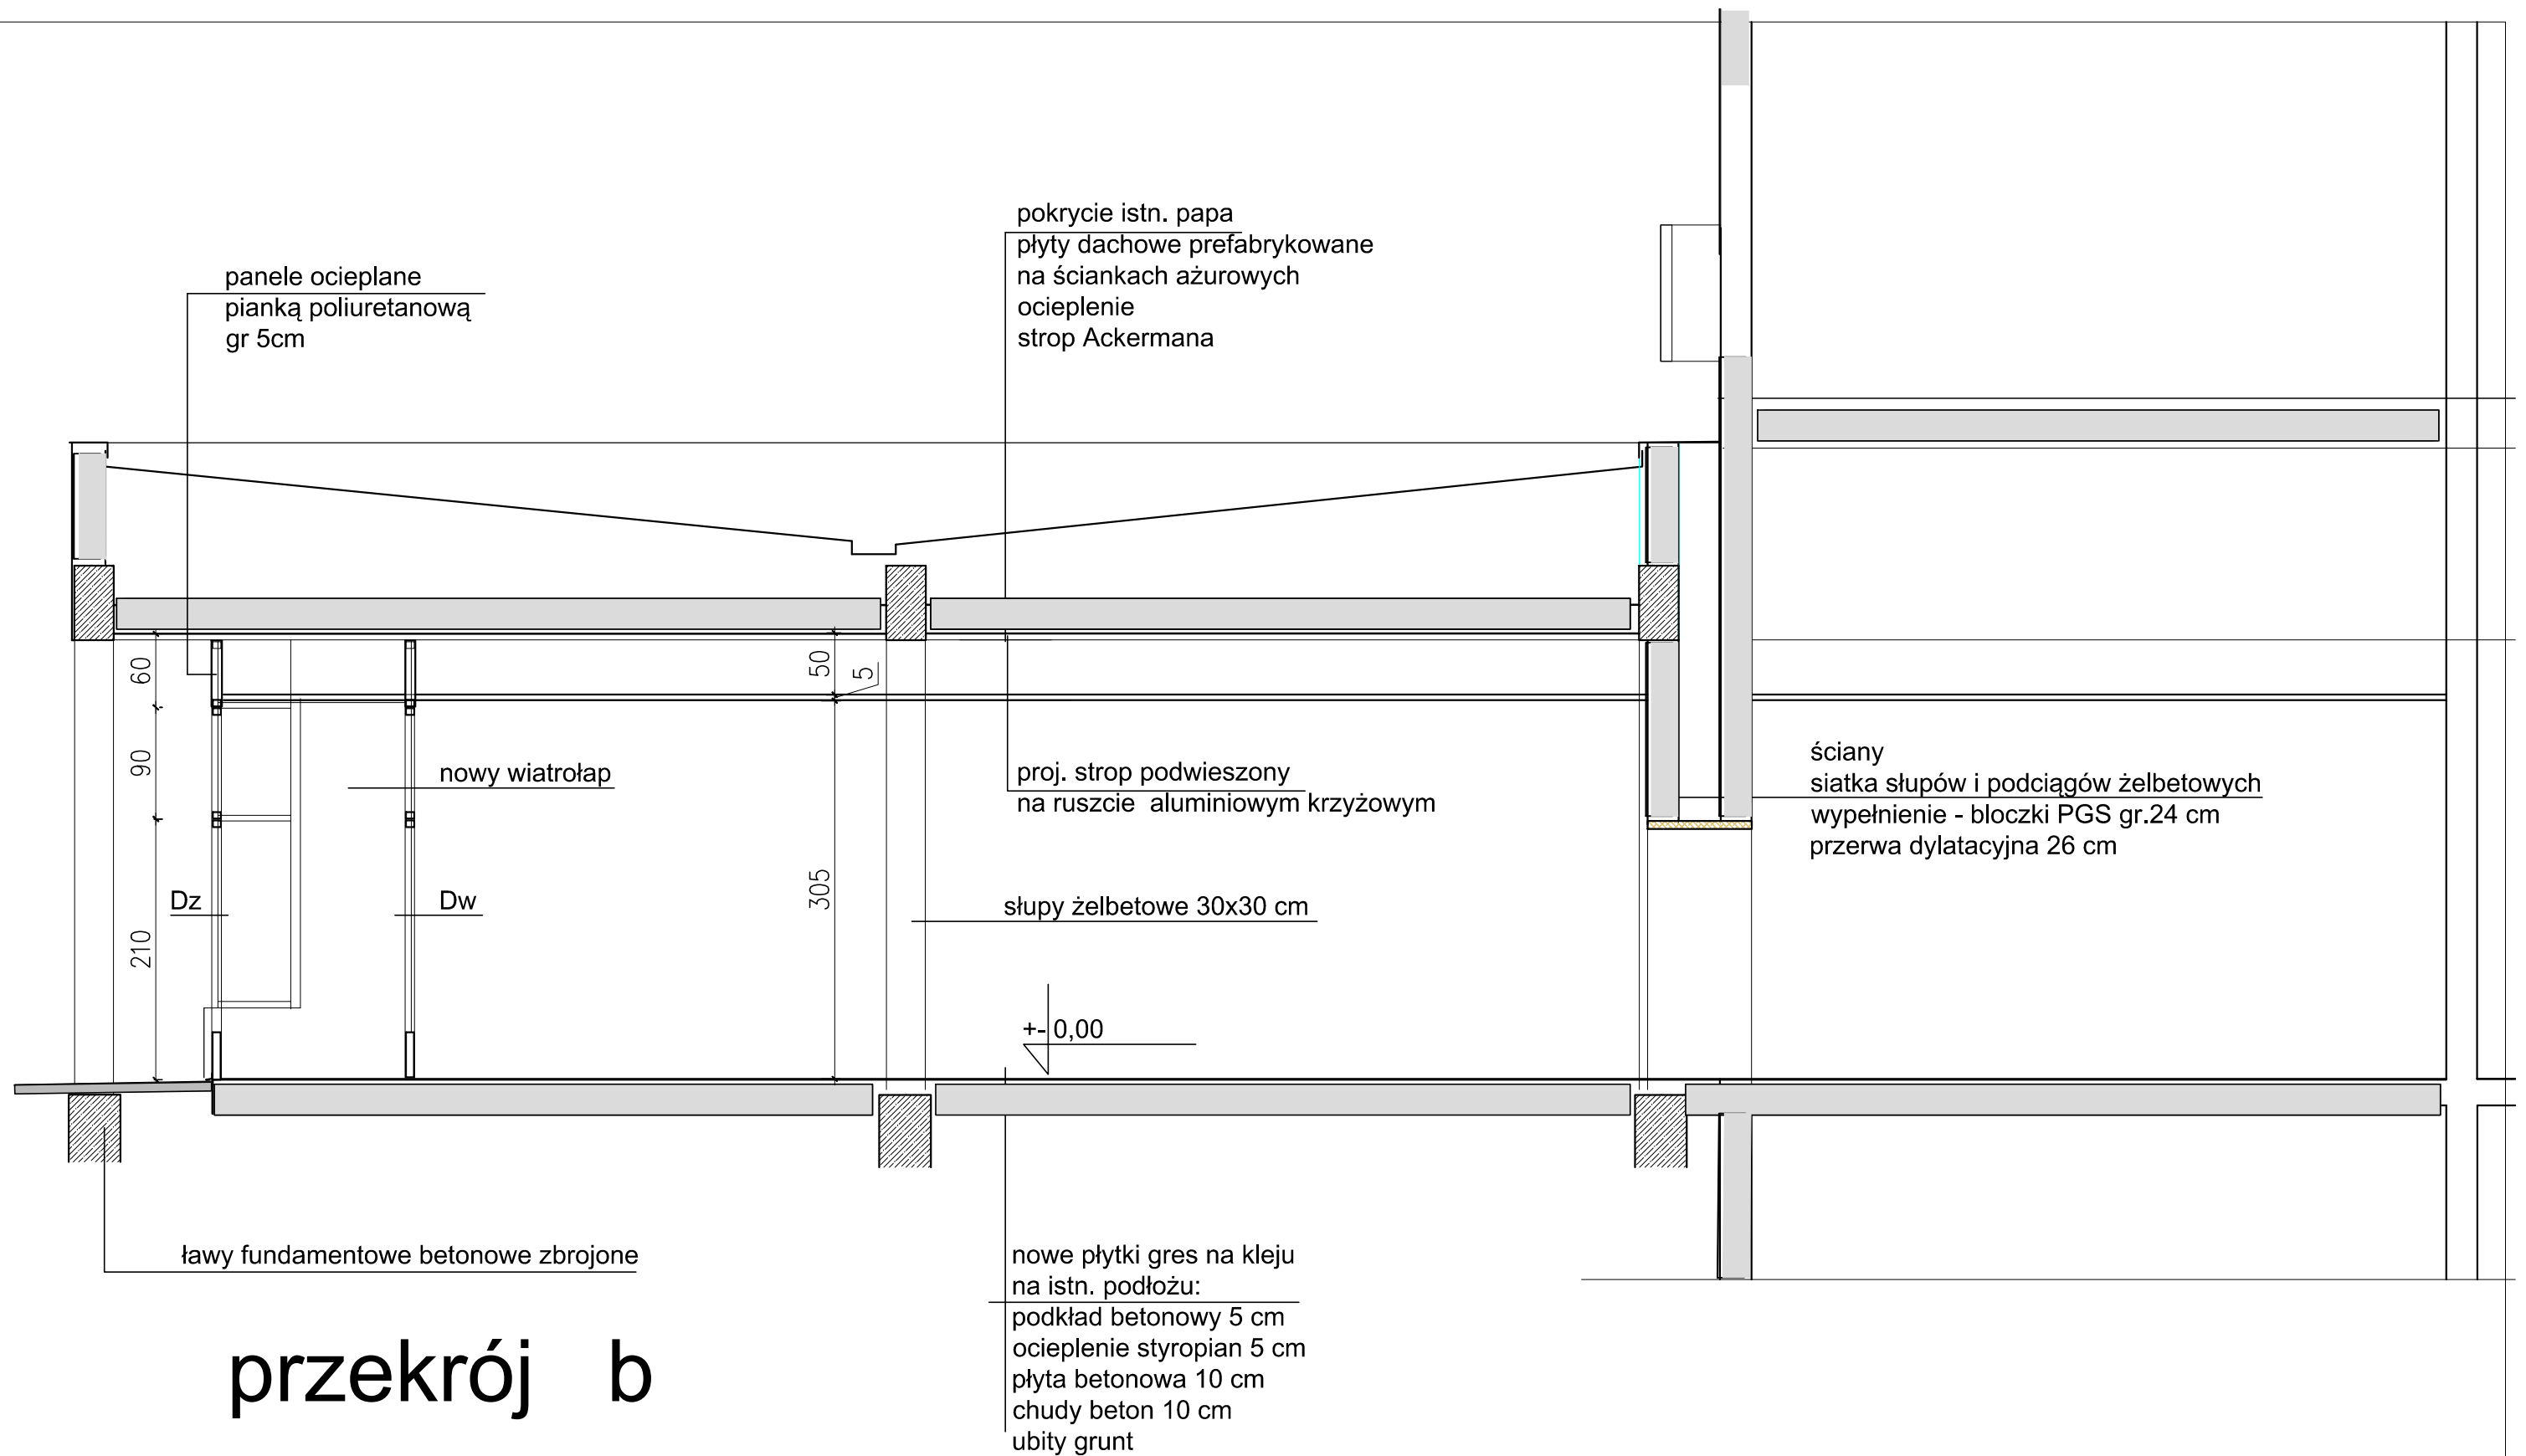 pokrycie istn. papa
płyty dachowe prefabrykowane
na ściankach ażurowych
ocieplenie
strop Ackermana
panele ocieplane
pianką poliuretanową
gr 5cm
60
50
5
90
nowy wiatrołap
proj. strop podwieszony
na ruszcie aluminiowym krzyżowym
ściany
siatka słupów i podciągów żelbetowych
wypełnienie - bloczki PGS gr.24 cm
przerwa dylatacyjna 26 cm
Dz
Dw
305
słupy żelbetowe 30x30 cm
210
+- 0,00
ławy fundamentowe betonowe zbrojone
nowe płytki gres na kleju
na istn. podłożu:
podkład betonowy 5 cm
ocieplenie styropian 5 cm
płyta betonowa 10 cm
chudy beton 10 cm
ubity grunt
przekrój b